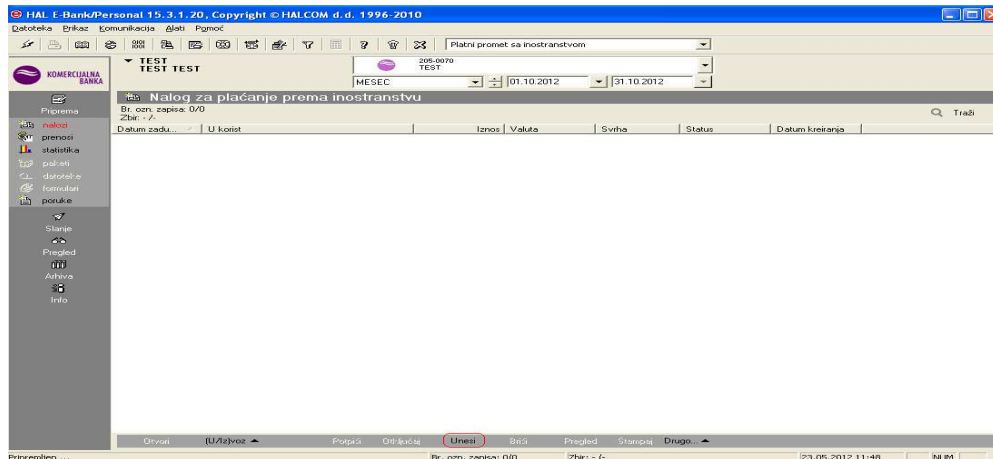 HAL E-Bank/Personal 15.3.1.20, Copyright © HALCOM d.d. 1996-2010
Datoteka Prikaz Komunikacija Alati Pomoć
Platni promet sa inostranstvom
KOMERCIJALNA BANKA
TEST
TEST TEST
205-0070
TEST
MESEC 01.10.2012 31.10.2012
Priprema
nalozi
prenosi
statistika
paketi
datoteke
formulari
poruke
Slanje
Pregled
Arhiva
Info
Nalog za plaćanje prema inostranstvu
Br. ozn. zapisa: 0/0
Zbir: - /-
Traži
Datum zadu... U korist Iznos Valuta Svrha Status Datum kreiranja
Otvori (U/Iz)voz Potpiši Otključaj Unesi Briši Pregled Štampaj Drugo...
Pripremljen ... Br. ozn. zapisa: 0/0 Zbir: - /- 23.05.2012 11:48 NUM